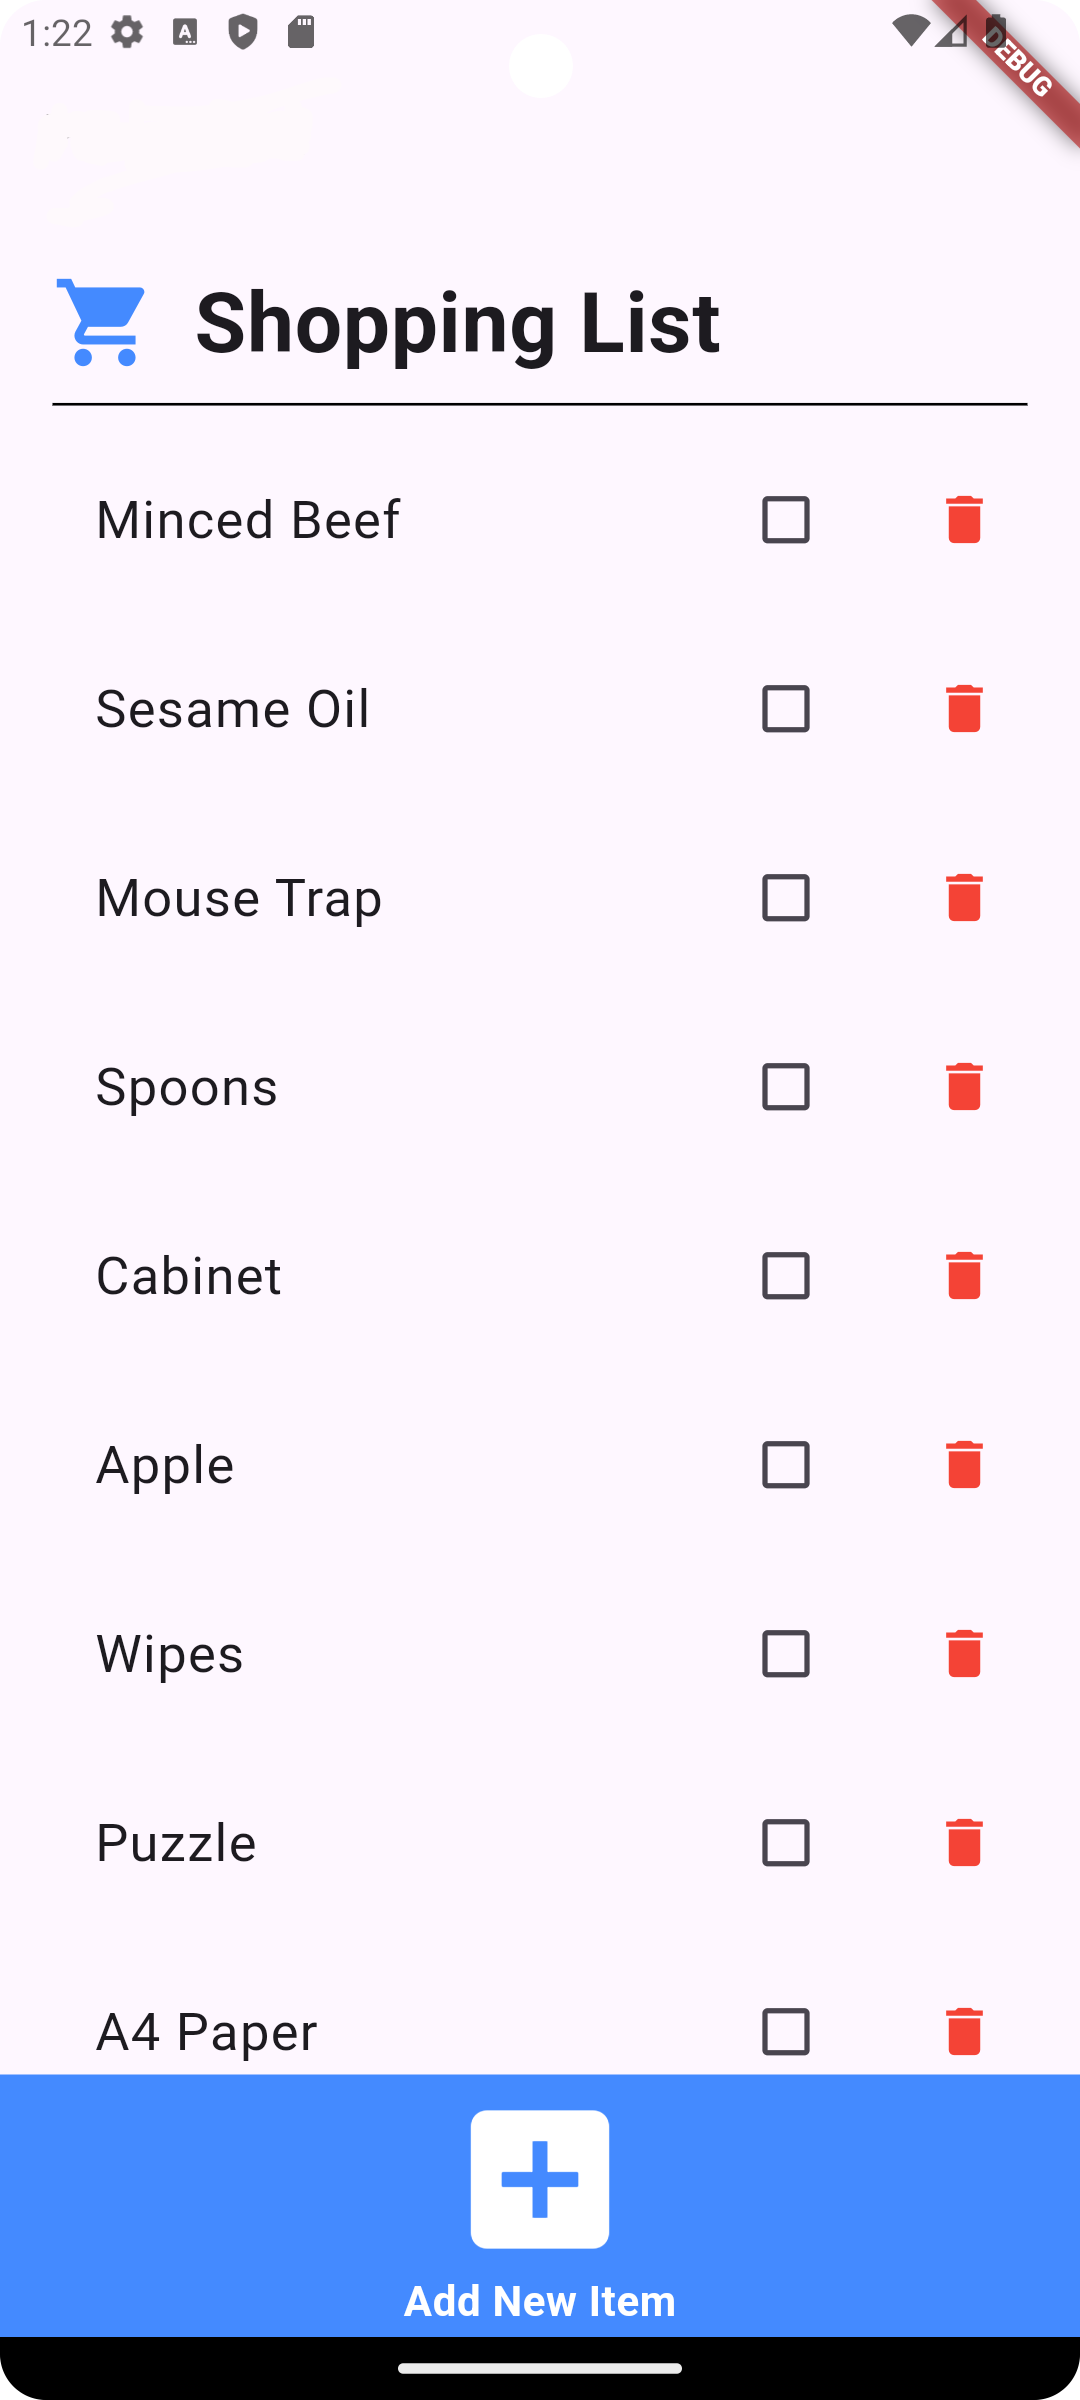 1:22
DEBUG
Shopping List
Minced Beef
Sesame Oil
Mouse Trap
Spoons
Cabinet
Apple
Wipes
Puzzle
A4 Paper
Add New Item